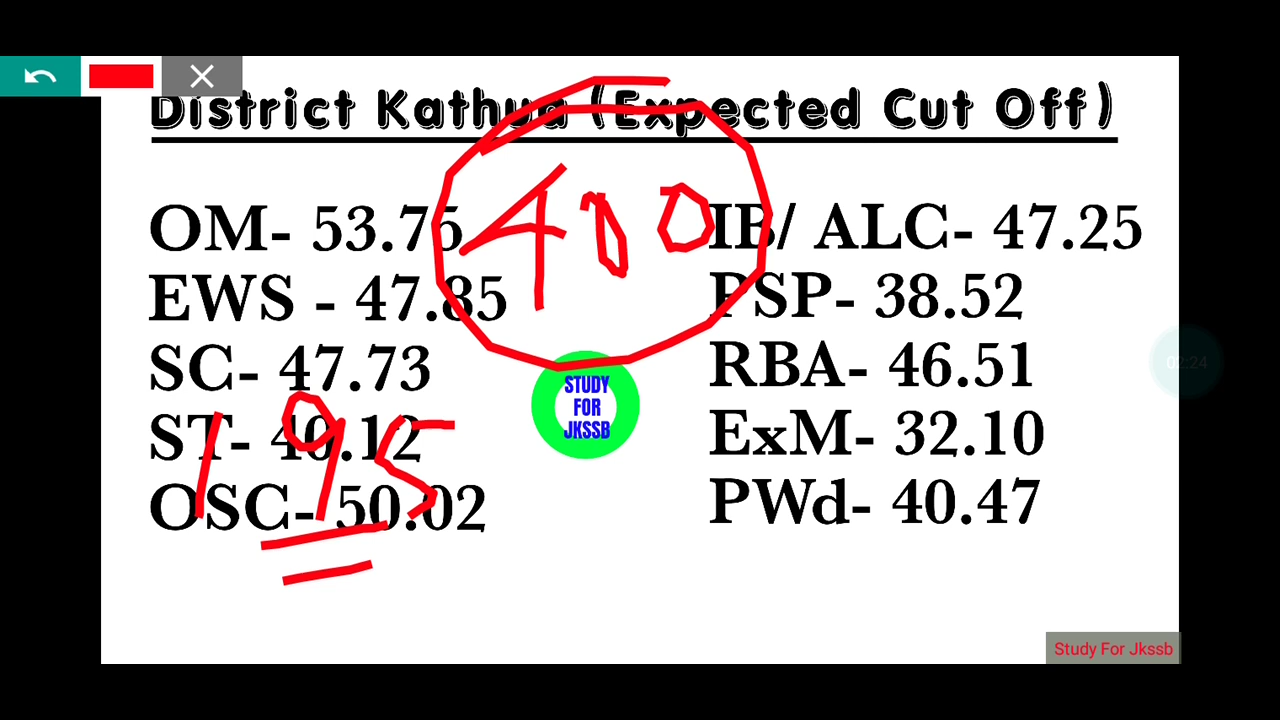 District Kathua (Expected Cut Off)
400
OM- 53.75
EWS - 47.85
SC- 47.73
ST- 40.12
OSC- 50.02
195
IB/ ALC- 47.25
PSP- 38.52
RBA- 46.51
ExM- 32.10
PWd- 40.47
STUDY
FOR
JKSSB
02:24
Study For Jkssb